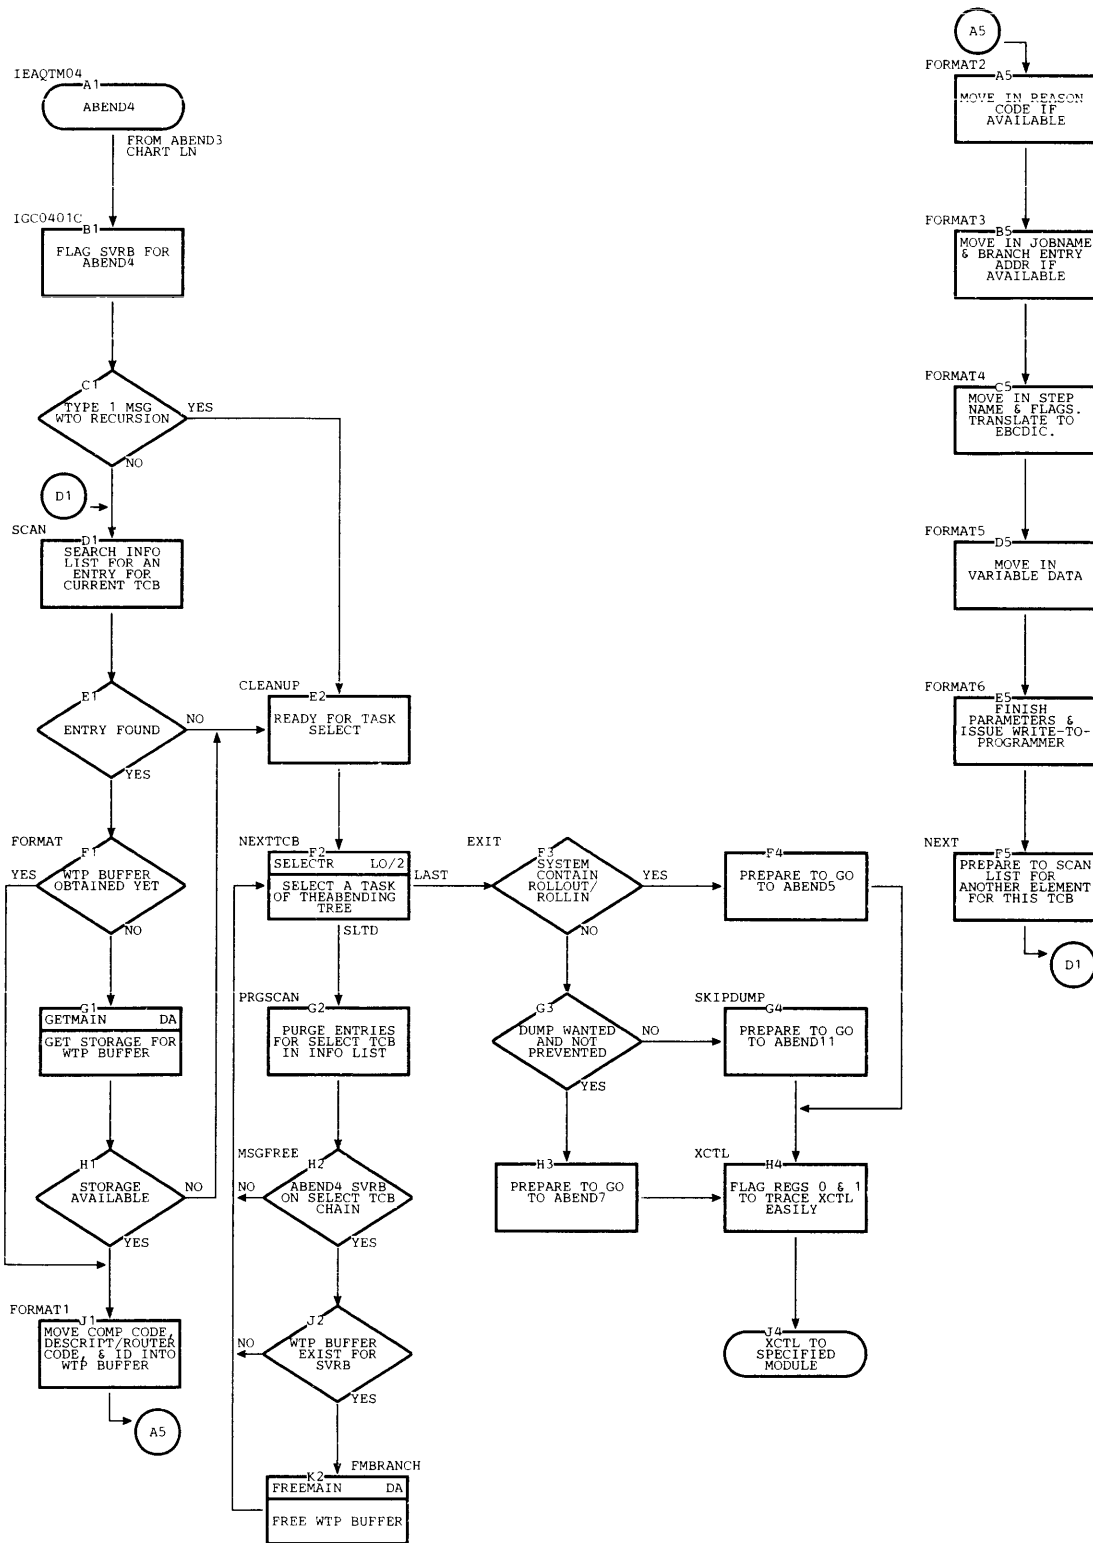 IEAQTM04
A1
ABEND4
FROM ABEND3
CHART LN
IGC0401C
B1
FLAG SVRB FOR
ABEND4
C1
TYPE 1 MSG
WTO RECURSION
YES
NO
D1
SCAN
D1
SEARCH INFO
LIST FOR AN
ENTRY FOR
CURRENT TCB
E1
ENTRY FOUND
NO
YES
FORMAT
F1
WTP BUFFER
OBTAINED YET
YES
NO
G1
GETMAIN DA
GET STORAGE FOR
WTP BUFFER
H1
STORAGE
AVAILABLE
NO
YES
FORMAT1
J1
MOVE COMP CODE,
DESCRIPT/ROUTER
CODE, & ID INTO
WTP BUFFER
A5
CLEANUP
E2
READY FOR TASK
SELECT
NEXTTCB
F2
SELECTR LO/2
SELECT A TASK
OF THEABENDING
TREE
LAST
SLTD
PRGSCAN
G2
PURGE ENTRIES
FOR SELECT TCB
IN INFO LIST
MSGFREE
H2
ABEND4 SVRB
ON SELECT TCB
CHAIN
NO
YES
J2
WTP BUFFER
EXIST FOR
SVRB
NO
YES
FMBRANCH
K2
FREEMAIN DA
FREE WTP BUFFER
EXIT
F3
SYSTEM
CONTAIN
ROLLOUT/
ROLLIN
YES
NO
G3
DUMP WANTED
AND NOT
PREVENTED
NO
YES
H3
PREPARE TO GO
TO ABEND7
F4
PREPARE TO GO
TO ABEND5
SKIPDUMP
G4
PREPARE TO GO
TO ABEND11
XCTL
H4
FLAG REGS 0 & 1
TO TRACE XCTL
EASILY
J4
XCTL TO
SPECIFIED
MODULE
A5
FORMAT2
A5
MOVE IN REASON
CODE IF
AVAILABLE
FORMAT3
B5
MOVE IN JOBNAME
& BRANCH ENTRY
ADDR IF
AVAILABLE
FORMAT4
C5
MOVE IN STEP
NAME & FLAGS.
TRANSLATE TO
EBCDIC.
FORMAT5
D5
MOVE IN
VARIABLE DATA
FORMAT6
E5
FINISH
PARAMETERS &
ISSUE WRITE-TO-
PROGRAMMER
NEXT
F5
PREPARE TO SCAN
LIST FOR
ANOTHER ELEMENT
FOR THIS TCB
D1